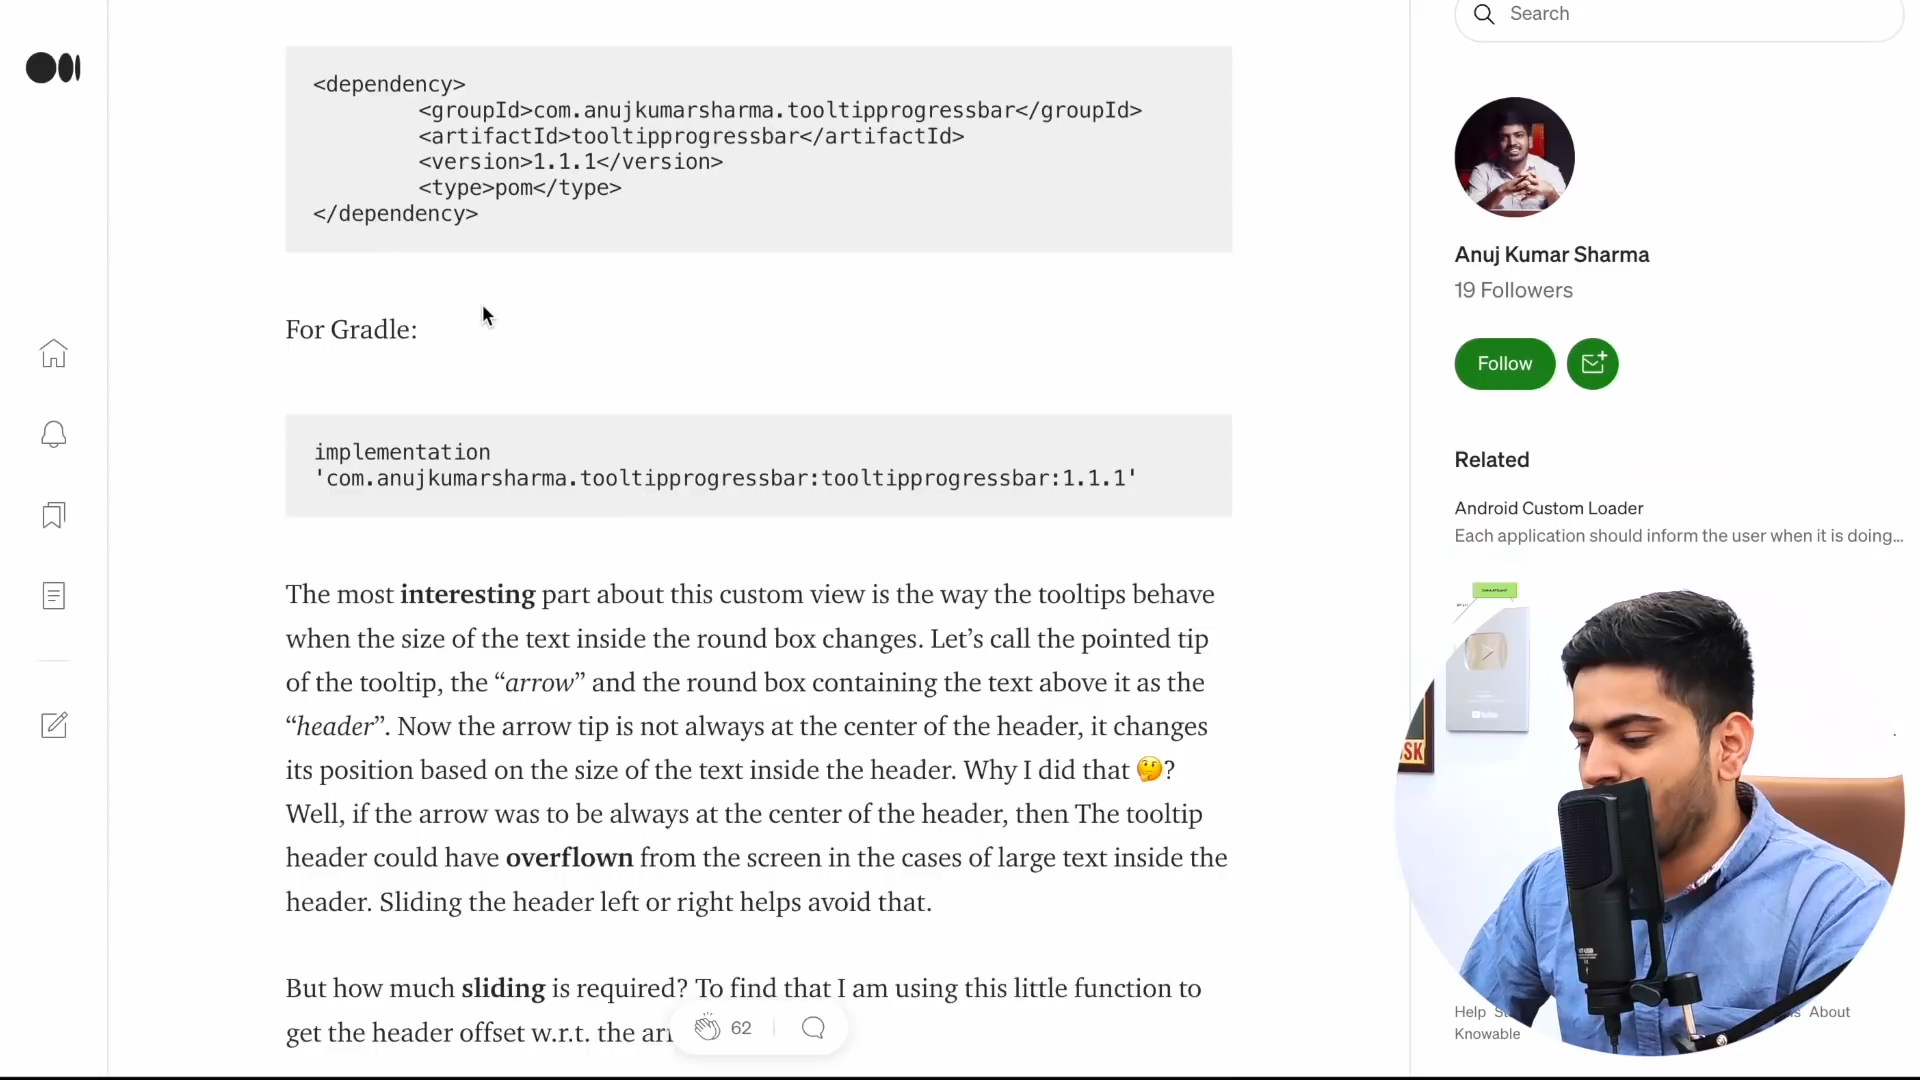 Search
<dependency>
<groupId>com.anujkumarsharma.tooltipprogressbar</groupId>
<artifactId>tooltipprogressbar</artifactId>
<version>1.1.1</version>
<type>pom</type>
</dependency>
For Gradle:
implementation
'com.anujkumarsharma.tooltipprogressbar:tooltipprogressbar:1.1.1'
The most interesting part about this custom view is the way the tooltips behave
when the size of the text inside the round box changes. Let’s call the pointed tip
of the tooltip, the “arrow” and the round box containing the text above it as the
“header”. Now the arrow tip is not always at the center of the header, it changes
its position based on the size of the text inside the header. Why I did that 🤔?
Well, if the arrow was to be always at the center of the header, then The tooltip
header could have overflown from the screen in the cases of large text inside the
header. Sliding the header left or right helps avoid that.
But how much sliding is required? To find that I am using this little function to
get the header offset w.r.t. the
62
Anuj Kumar Sharma
19 Followers
Follow
Related
Android Custom Loader
Each application should inform the user when it is doing...
SK
YouTube
Help
About
Knowable